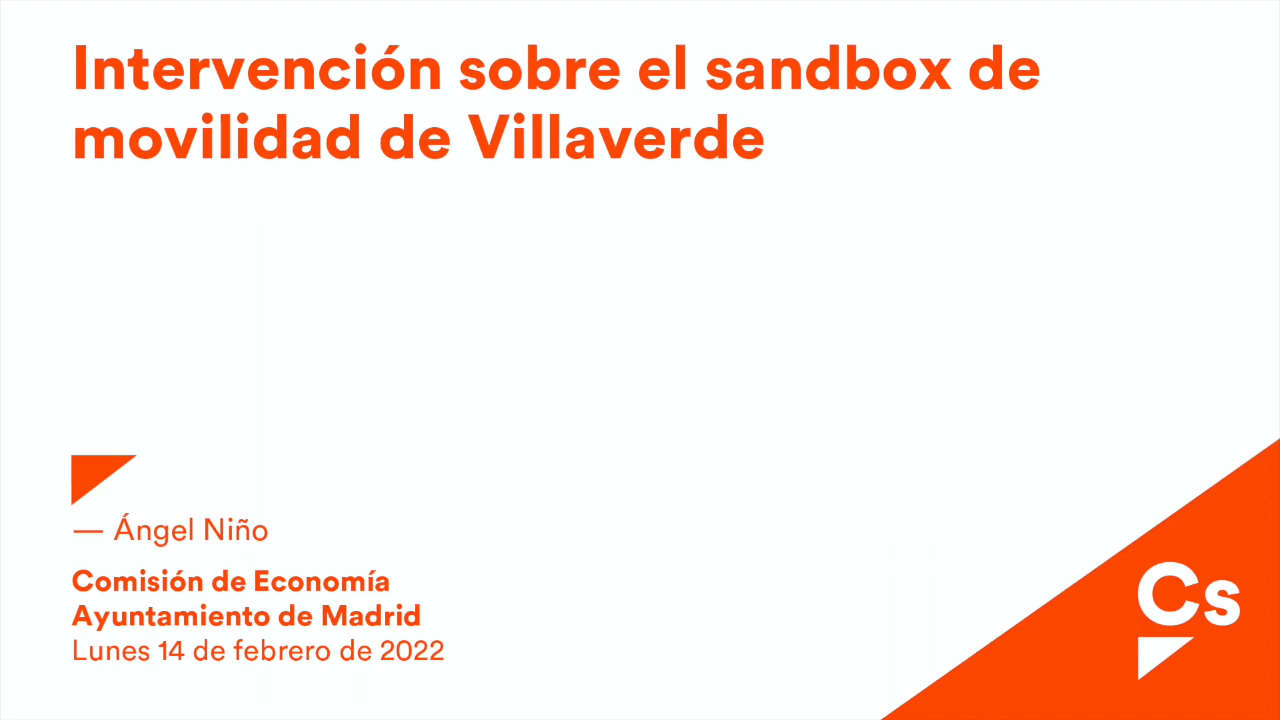 Intervención sobre el sandbox de
movilidad de Villaverde
— Ángel Niño
Comisión de Economía
Ayuntamiento de Madrid
Lunes 14 de febrero de 2022
Cs